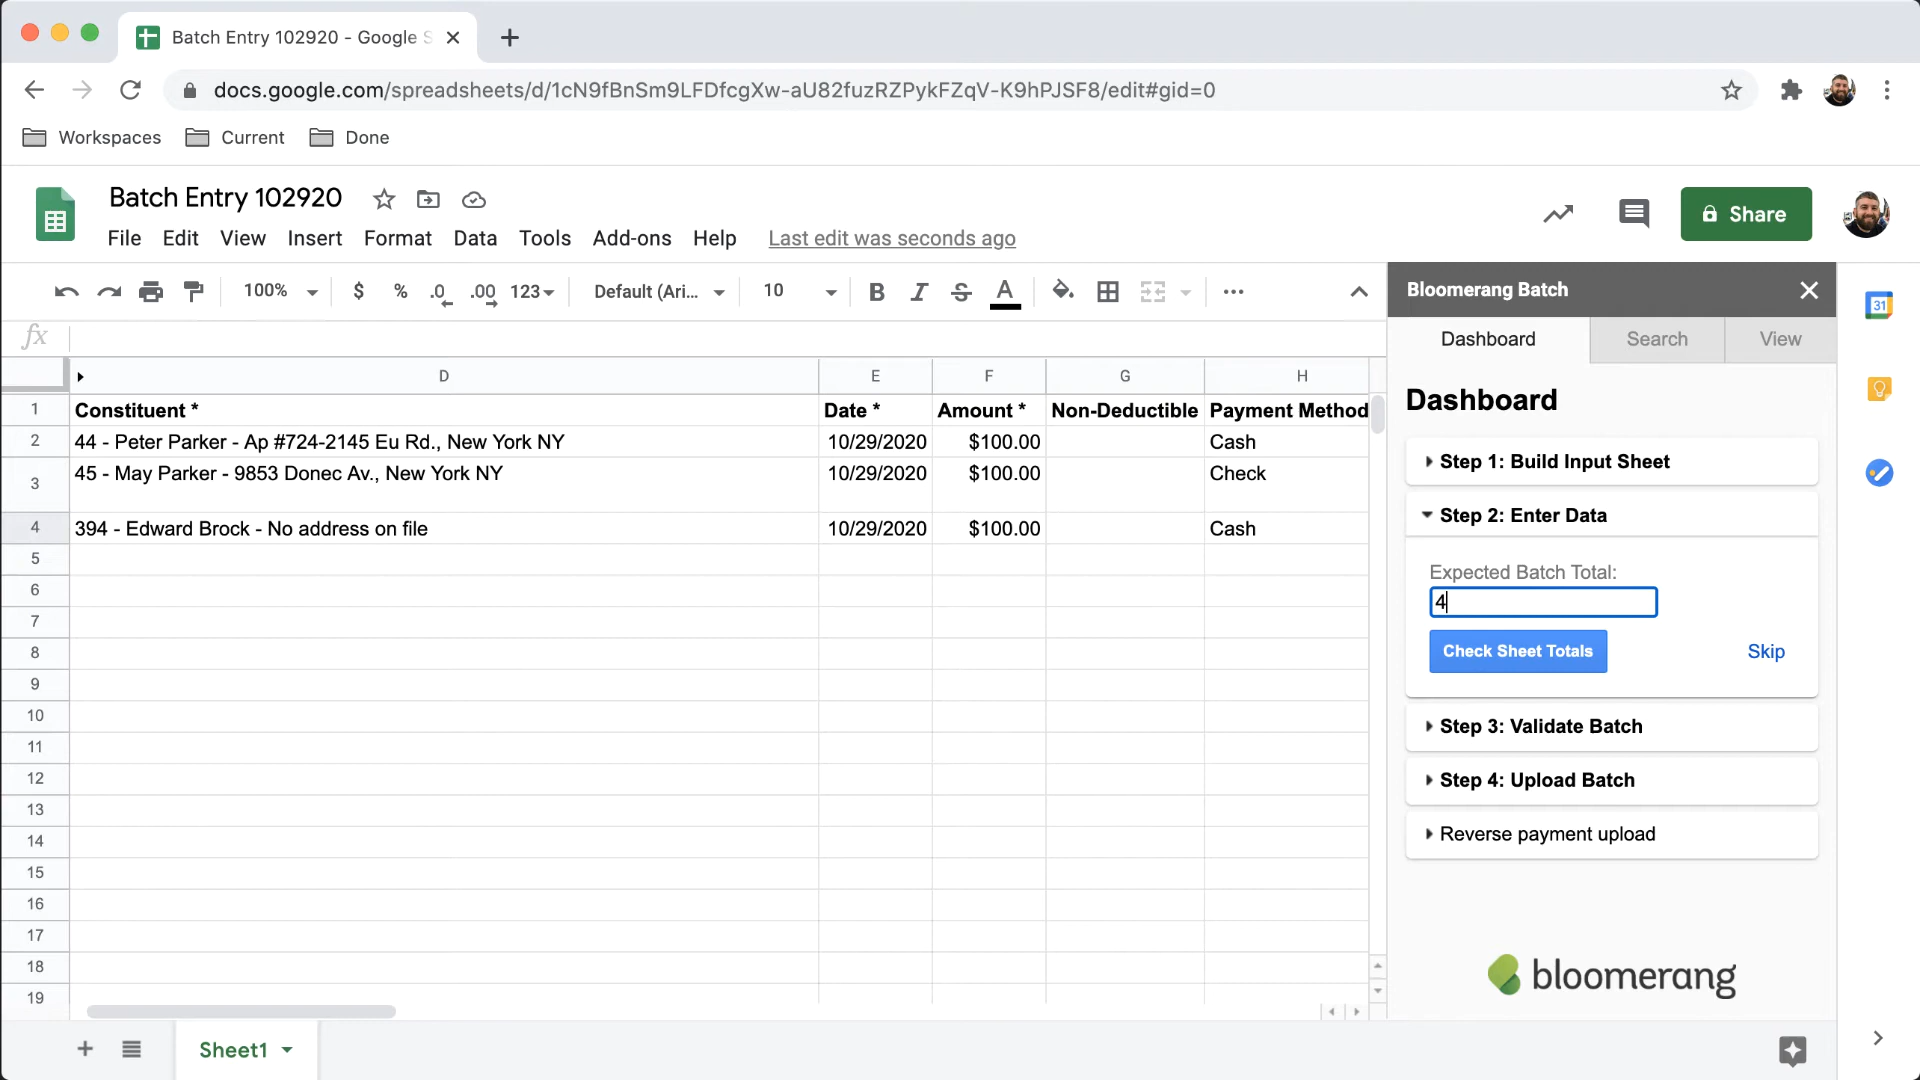 Batch Entry 102920 - Google S
docs.google.com/spreadsheets/d/1cN9fBnSm9LFDfcgXw-aU82fuzRZPykFZqV-K9hPJSF8/edit#gid=0
Workspaces Current Done
Batch Entry 102920
Share
File Edit View Insert Format Data Tools Add-ons Help Last edit was seconds ago
100% $ % .0 .00 123 Default (Ari... 10 B I S A
fx
Bloomerang Batch
31
Dashboard Search View
D E F G H
Dashboard
1 Constituent * Date * Amount * Non-Deductible Payment Method
2 44 - Peter Parker - Ap #724-2145 Eu Rd., New York NY 10/29/2020 $100.00 Cash
3 45 - May Parker - 9853 Donec Av., New York NY 10/29/2020 $100.00 Check
4 394 - Edward Brock - No address on file 10/29/2020 $100.00 Cash
5
6
7
8
9
10
11
12
13
14
15
16
17
18
19
Step 1: Build Input Sheet
Step 2: Enter Data
Expected Batch Total:
4
Check Sheet Totals Skip
Step 3: Validate Batch
Step 4: Upload Batch
Reverse payment upload
bloomerang
Sheet1